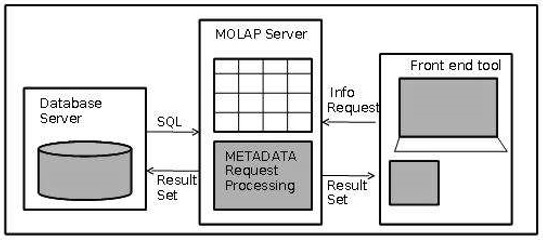 MOLAP Server
Database
Server
SQL
Result
Set
METADATA
Request
Processing
Info
Request
Result
Set
Front end tool